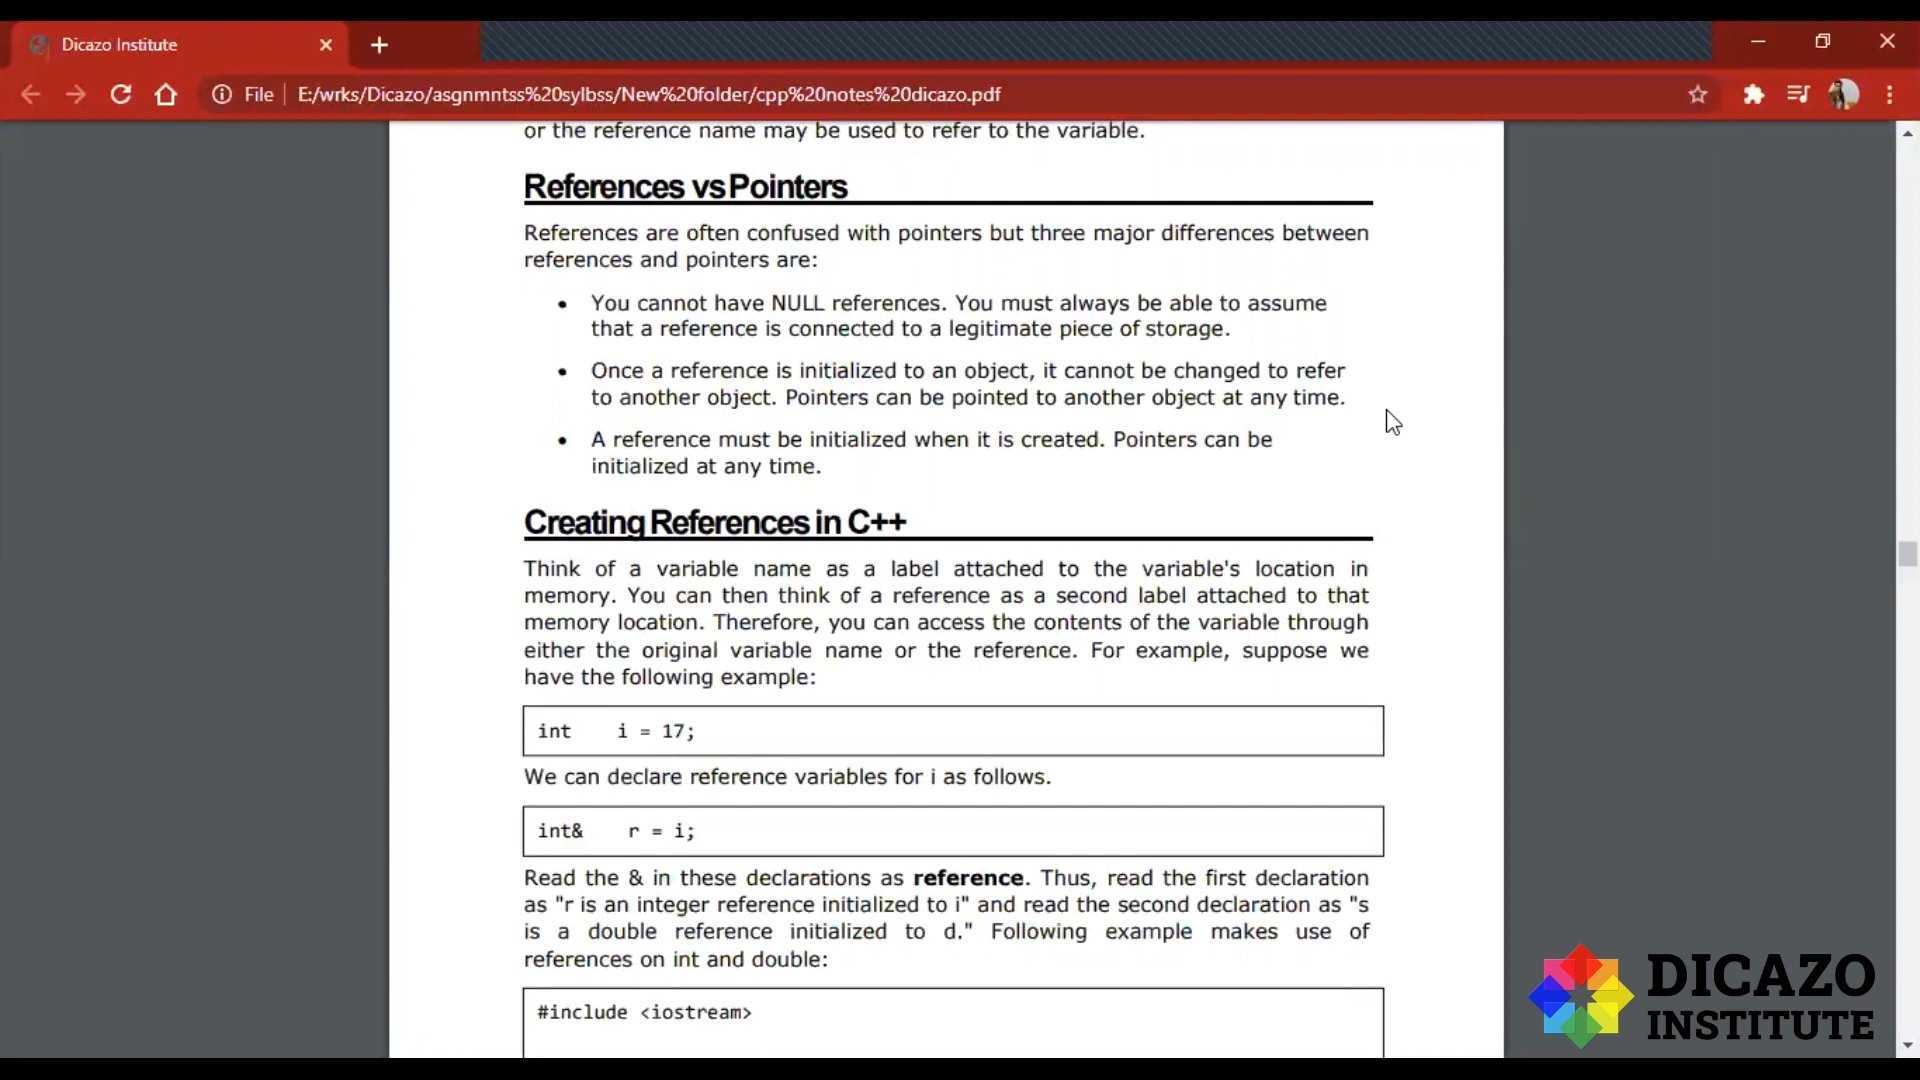 Dicazo Institute
File E:/wrks/Dicazo/asgnmntss%20sylbss/New%20folder/cpp%20notes%20dicazo.pdf
or the reference name may be used to refer to the variable.
References vs Pointers
References are often confused with pointers but three major differences between
references and pointers are:
• You cannot have NULL references. You must always be able to assume
that a reference is connected to a legitimate piece of storage.
• Once a reference is initialized to an object, it cannot be changed to refer
to another object. Pointers can be pointed to another object at any time.
• A reference must be initialized when it is created. Pointers can be
initialized at any time.
Creating References in C++
Think of a variable name as a label attached to the variable's location in
memory. You can then think of a reference as a second label attached to that
memory location. Therefore, you can access the contents of the variable through
either the original variable name or the reference. For example, suppose we
have the following example:
int    i = 17;
We can declare reference variables for i as follows.
int&    r = i;
Read the & in these declarations as reference. Thus, read the first declaration
as "r is an integer reference initialized to i" and read the second declaration as "s
is a double reference initialized to d." Following example makes use of
references on int and double:
#include <iostream>
DICAZO
INSTITUTE